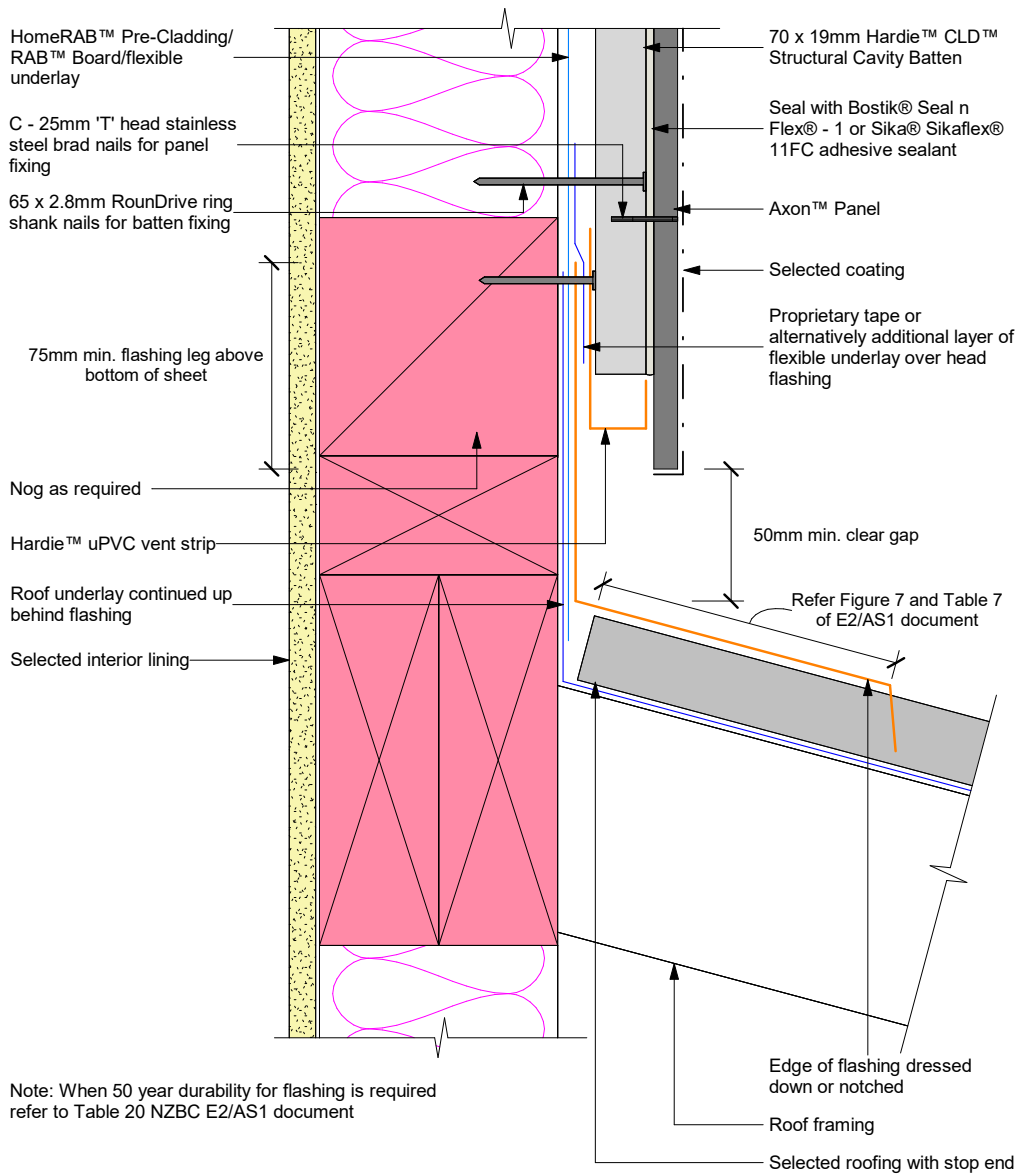 HomeRAB™ Pre-Cladding/
RAB™ Board/flexible
underlay
C - 25mm 'T' head stainless
steel brad nails for panel
fixing
65 x 2.8mm RounDrive ring
shank nails for batten fixing
75mm min. flashing leg above
bottom of sheet
Nog as required
Hardie™ uPVC vent strip
Roof underlay continued up
behind flashing
Selected interior lining
Note: When 50 year durability for flashing is required
refer to Table 20 NZBC E2/AS1 document
70 x 19mm Hardie™ CLD™
Structural Cavity Batten
Seal with Bostik® Seal n
Flex® - 1 or Sika® Sikaflex®
11FC adhesive sealant
Axon™ Panel
Selected coating
Proprietary tape or
alternatively additional layer of
flexible underlay over head
flashing
50mm min. clear gap
Refer Figure 7 and Table 7
of E2/AS1 document
Edge of flashing dressed
down or notched
Roof framing
Selected roofing with stop end